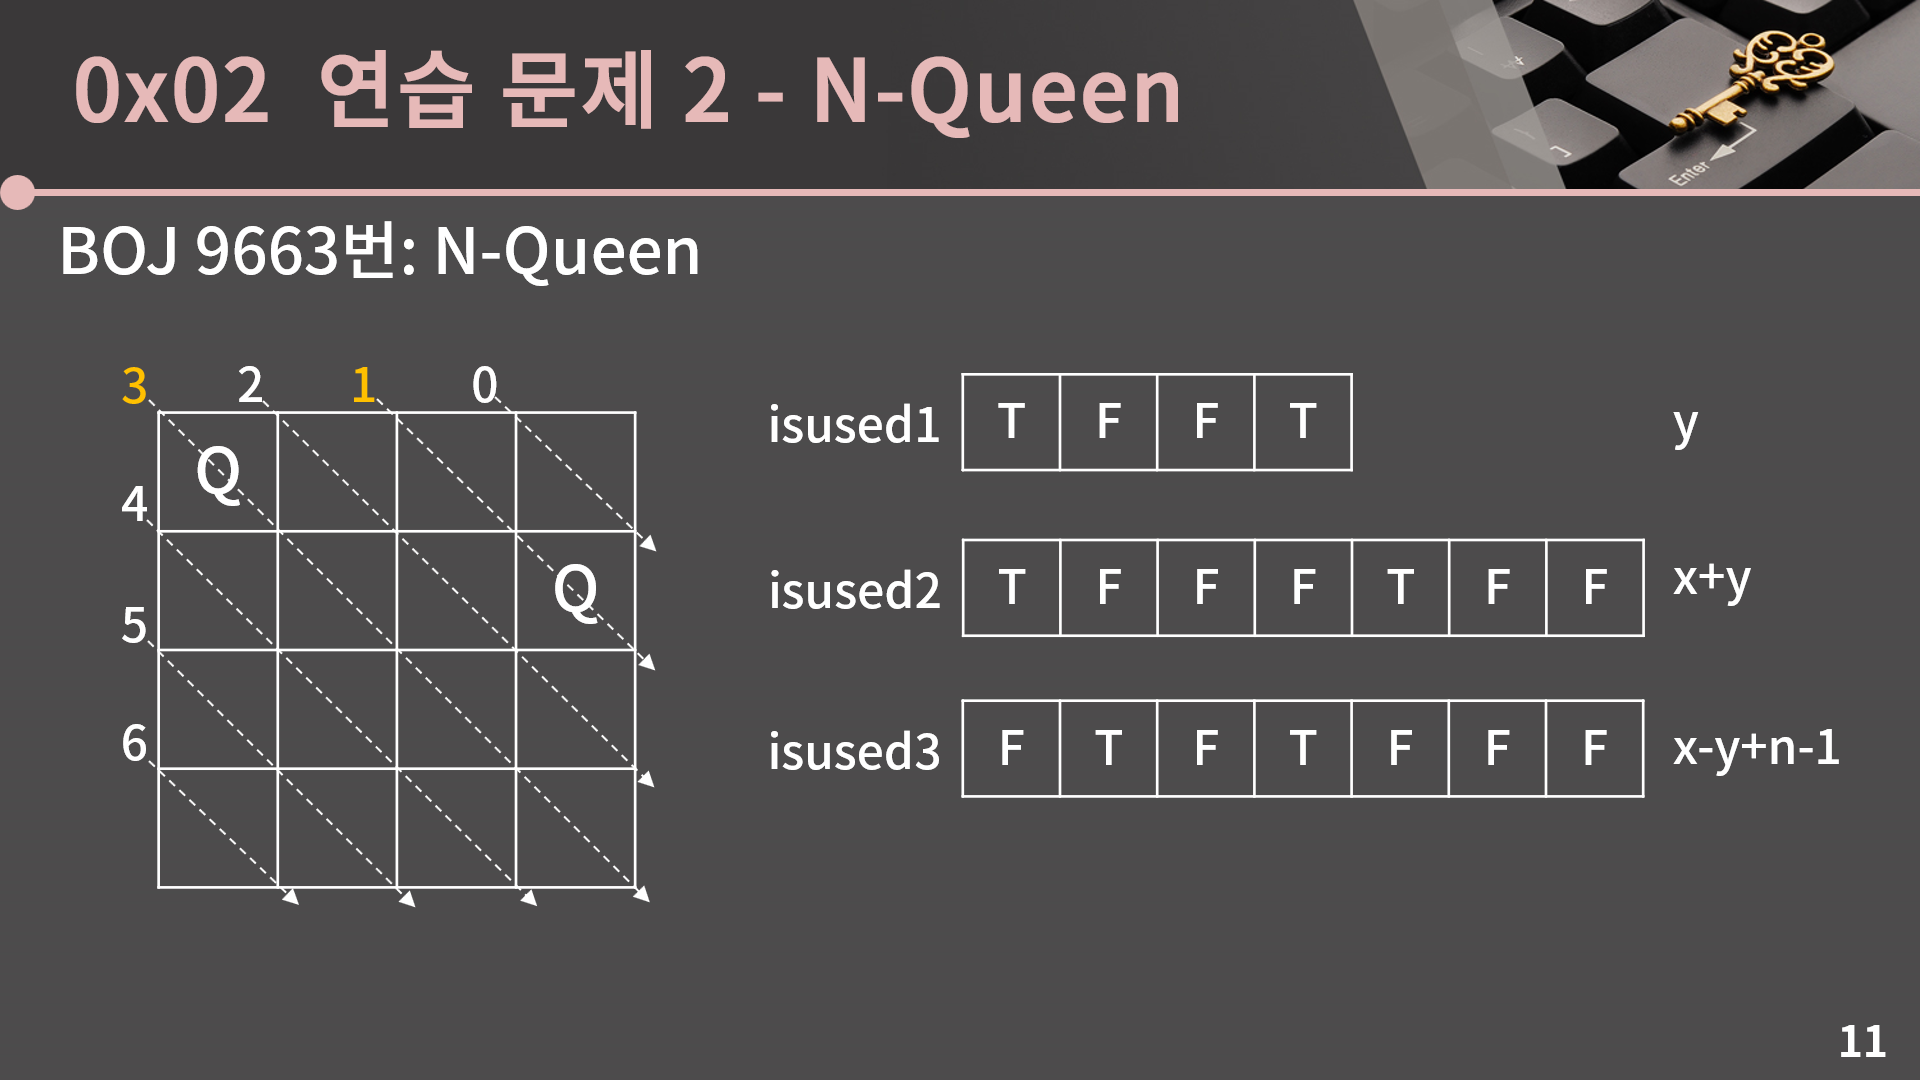 0x02 연습 문제 2 - N-Queen
Enter
BOJ 9663번: N-Queen
3 2 1 0
Q
4
Q
5
6
isused1 T F F T y
isused2 T F F F T F F x+y
isused3 F T F T F F F x-y+n-1
11